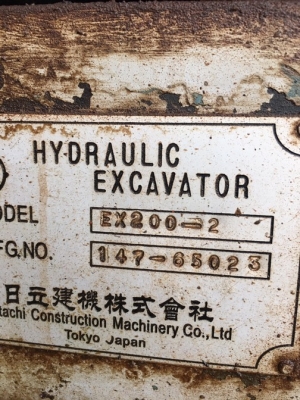 HYDRAULIC
EXCAVATOR
ODEL EX200-2
FG.NO. 147-65023
日立建機株式会社
tachi Construction Machinery Co.,Ltd
Tokyo Japan